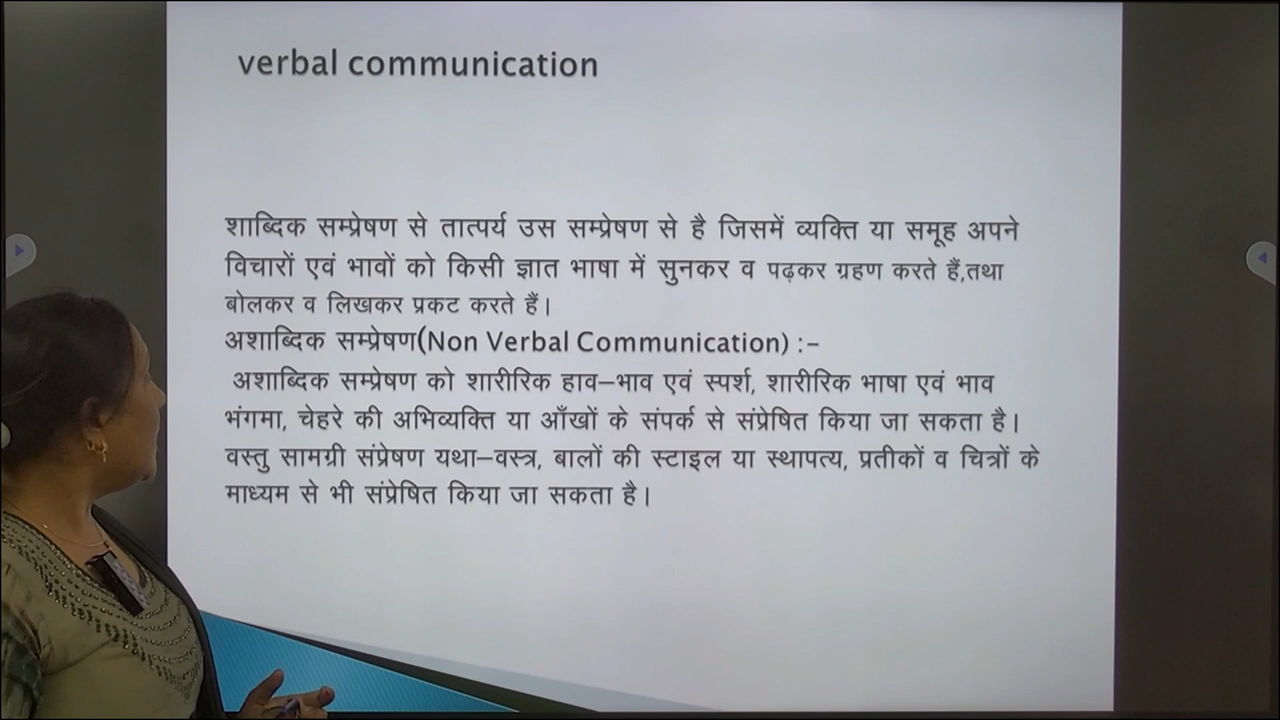 verbal communication
शाब्दिक सम्प्रेषण से तात्पर्य उस सम्प्रेषण से है जिसमें व्यक्ति या समूह अपने
विचारों एवं भावों को किसी ज्ञात भाषा में सुनकर व पढ़कर ग्रहण करते हैं,तथा
बोलकर व लिखकर प्रकट करते हैं।
अशाब्दिक सम्प्रेषण(Non Verbal Communication) :-
अशाब्दिक सम्प्रेषण को शारीरिक हाव–भाव एवं स्पर्श, शारीरिक भाषा एवं भाव
भंगमा, चेहरे की अभिव्यक्ति या आँखों के संपर्क से संप्रेषित किया जा सकता है।
वस्तु सामग्री संप्रेषण यथा–वस्त्र, बालों की स्टाइल या स्थापत्य, प्रतीकों व चित्रों के
माध्यम से भी संप्रेषित किया जा सकता है।